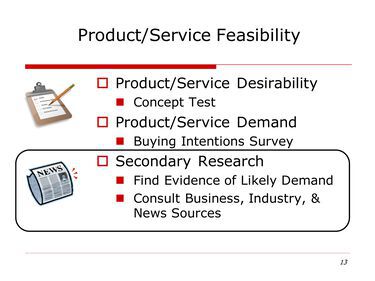 Product/Service Feasibility
Product/Service Desirability
Concept Test
Product/Service Demand
Buying Intentions Survey
Secondary Research
Find Evidence of Likely Demand
Consult Business, Industry, &
News Sources
NEWS
13